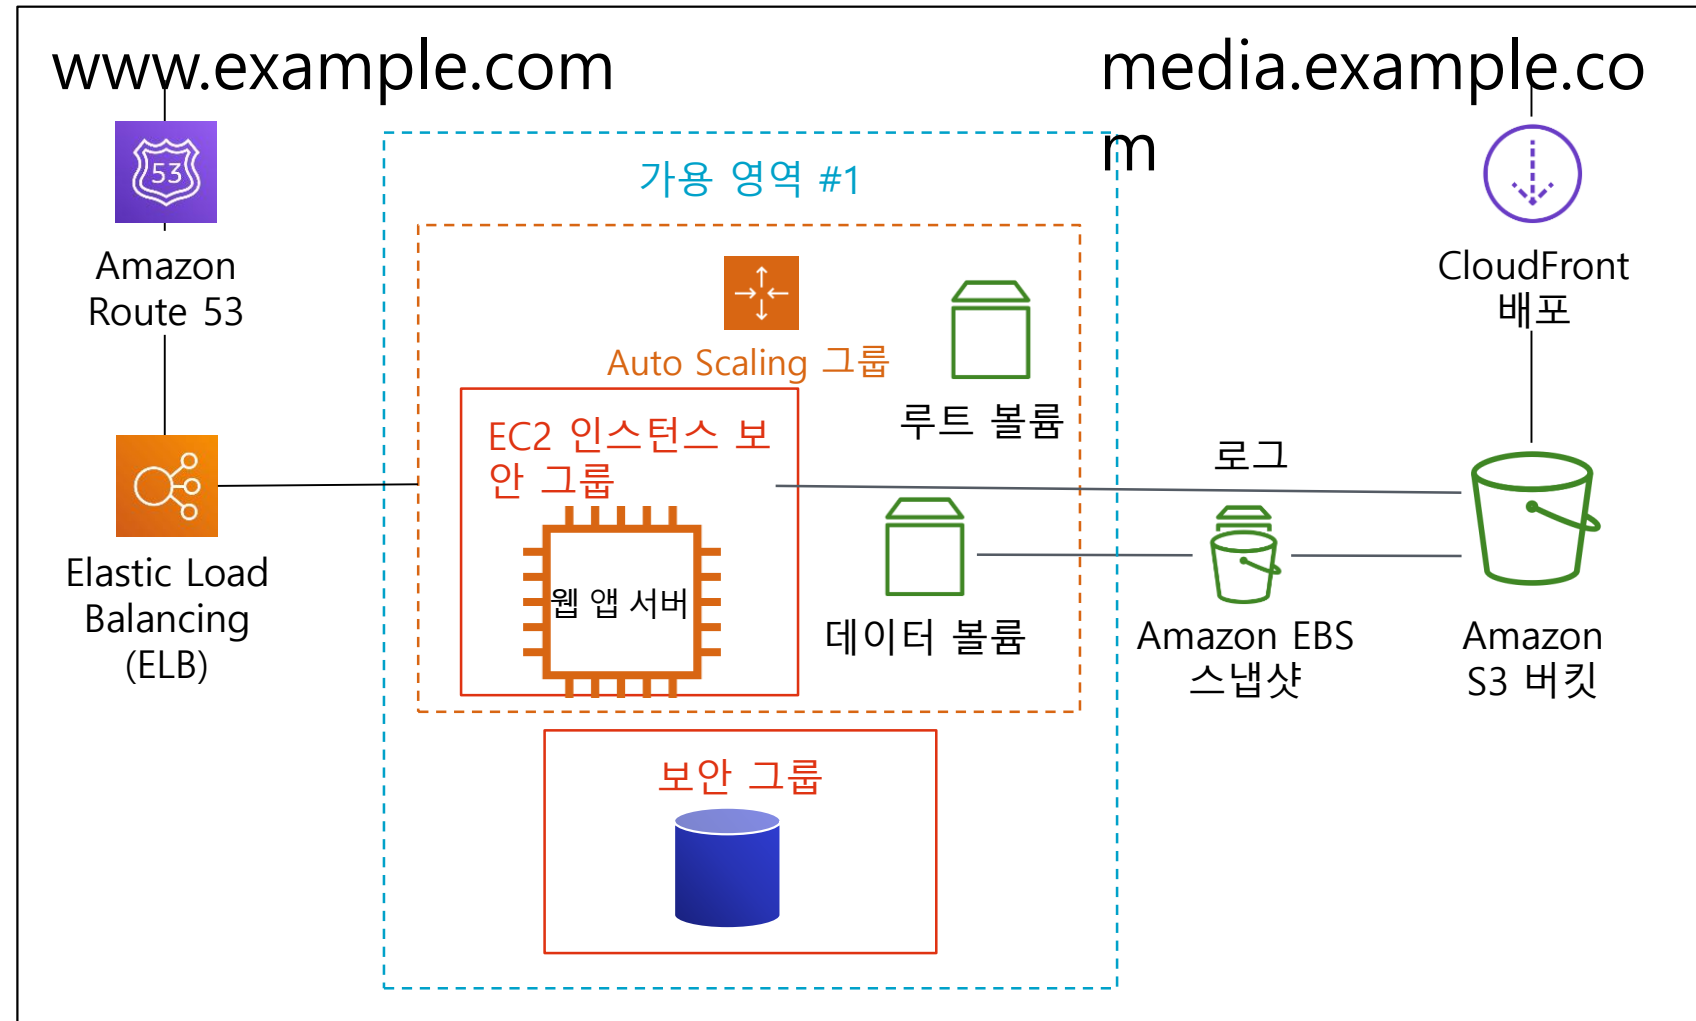 www.example.com
media.example.co
m
53
Amazon
Route 53
Elastic Load
Balancing
(ELB)
가용 영역 #1
Auto Scaling 그룹
EC2 인스턴스 보
안 그룹
웹 앱 서버
루트 볼륨
데이터 볼륨
보안 그룹
로그
Amazon EBS
스냅샷
CloudFront
배포
Amazon
S3 버킷